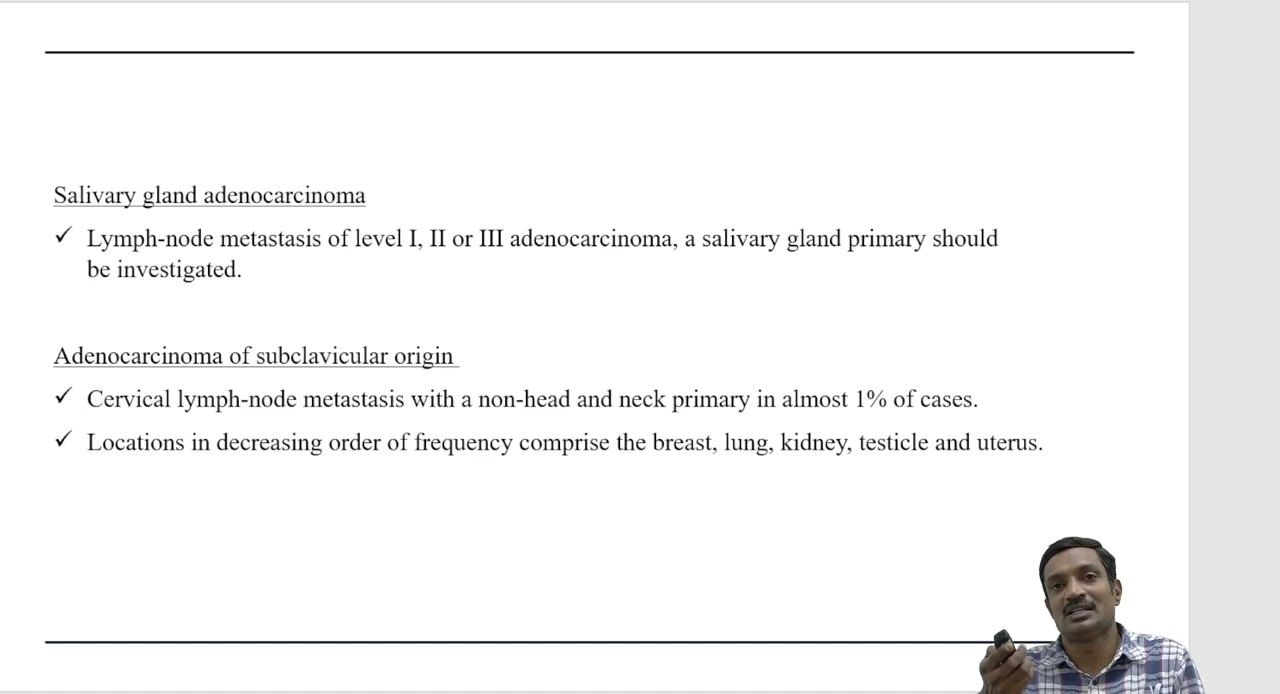 Salivary gland adenocarcinoma
✓ Lymph-node metastasis of level I, II or III adenocarcinoma, a salivary gland primary should
be investigated.
Adenocarcinoma of subclavicular origin
✓ Cervical lymph-node metastasis with a non-head and neck primary in almost 1% of cases.
✓ Locations in decreasing order of frequency comprise the breast, lung, kidney, testicle and uterus.